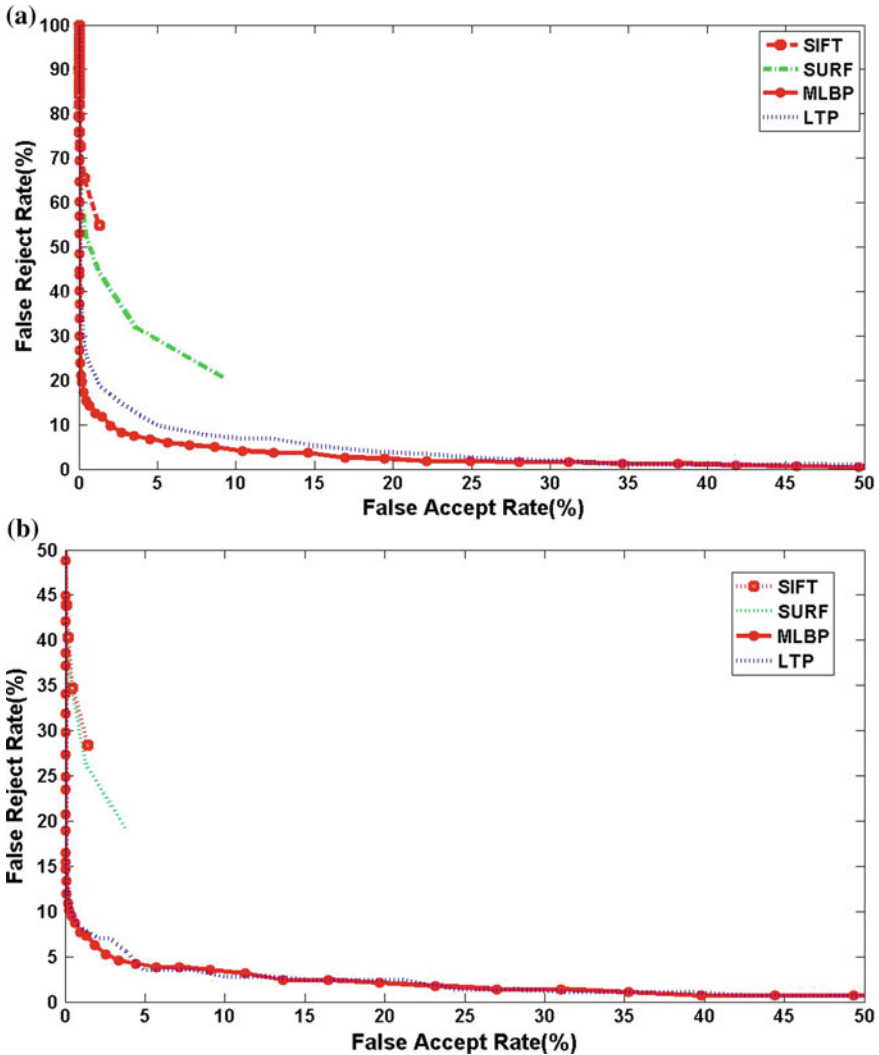 (a)
100
90
80
70
60
50
40
30
20
10
0
False Reject Rate(%)
SIFT
SURF
MLBP
LTP
0 5 10 15 20 25 30 35 40 45 50
False Accept Rate(%)
(b)
50
45
40
35
30
25
20
15
10
5
0
False Reject Rate(%)
SIFT
SURF
MLBP
LTP
0 5 10 15 20 25 30 35 40 45 50
False Accept Rate(%)